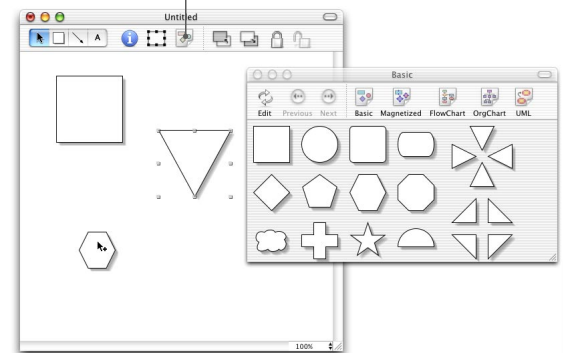 Untitled
A
Basic
Edit Previous Next Basic Magnetized FlowChart OrgChart UML
100%